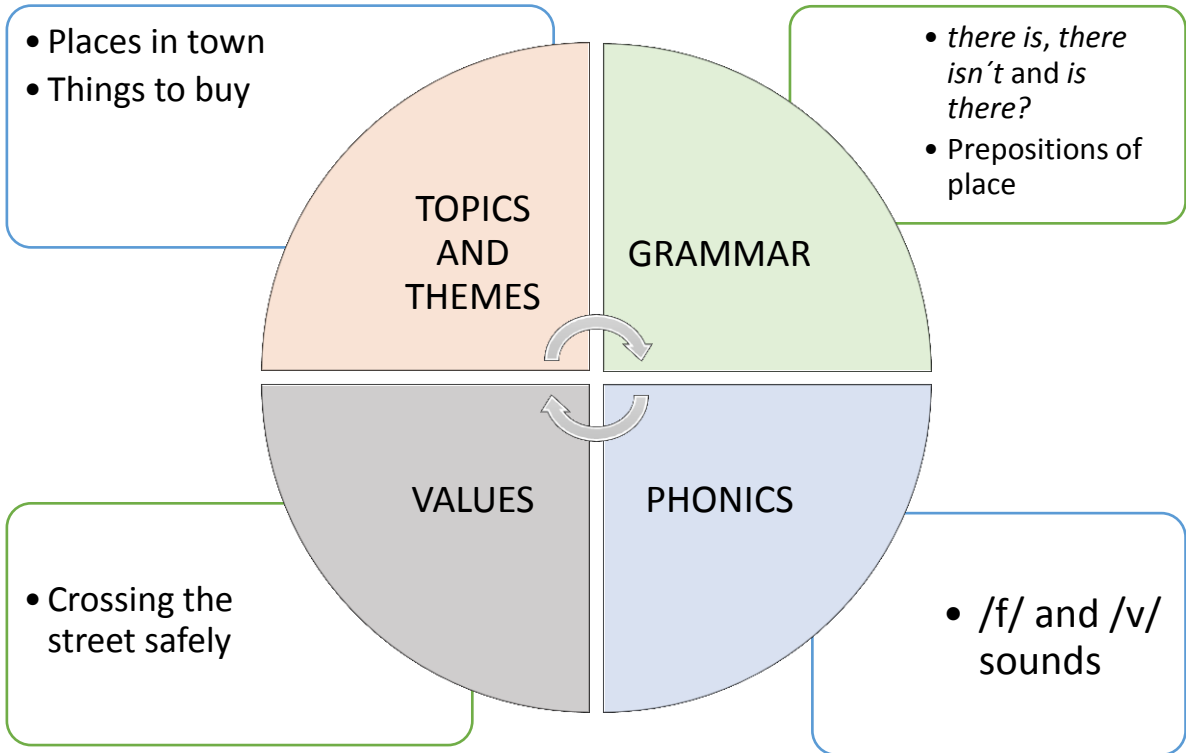 • Places in town
• Things to buy
• there is, there
isn´t and is
there?
• Prepositions of
place
TOPICS
AND
THEMES
GRAMMAR
VALUES
PHONICS
• Crossing the
street safely
• /f/ and /v/
sounds